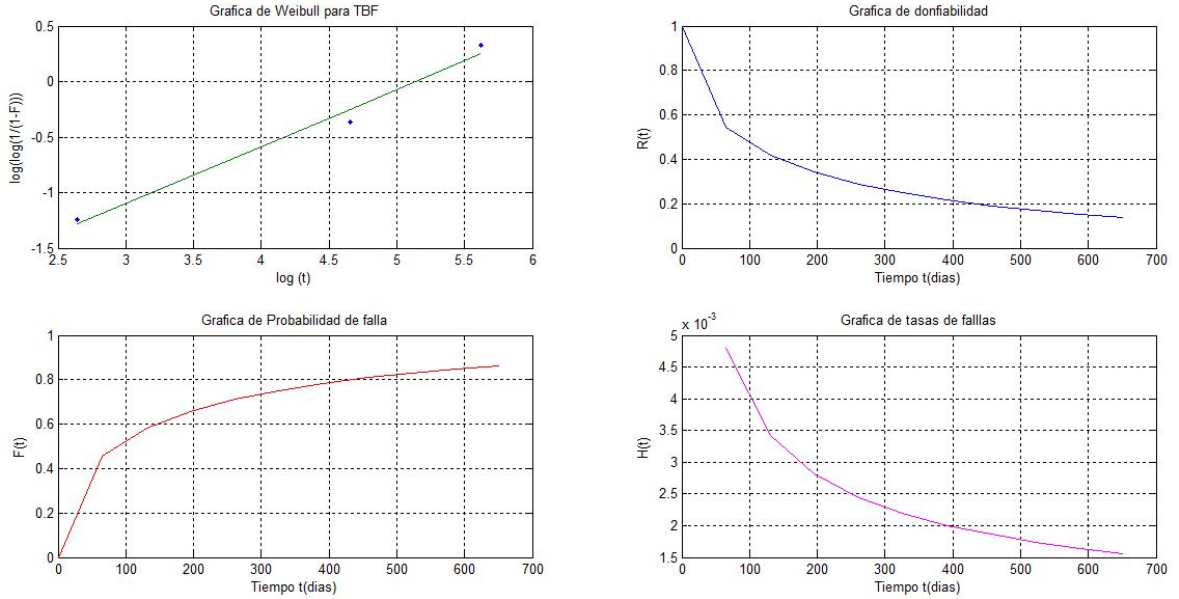 Grafica de Weibull para TBF
0.5
0
-0.5
-1
-1.5
log(log(1/(1-F)))
2.5 3 3.5 4 4.5 5 5.5 6
log (t)
Grafica de donfiabilidad
1
0.8
0.6
0.4
0.2
0
R(t)
0 100 200 300 400 500 600 700
Tiempo t(dias)
Grafica de Probabilidad de falla
1
0.8
0.6
0.4
0.2
0
F(t)
0 100 200 300 400 500 600 700
Tiempo t(dias)
Grafica de tasas de falllas
x 10-3
5
4.5
4
3.5
3
2.5
2
1.5
H(t)
0 100 200 300 400 500 600 700
Tiempo t(dias)